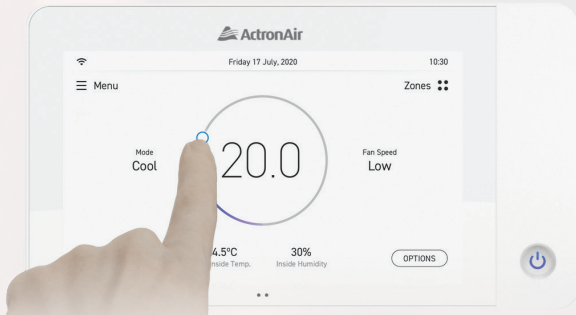 ActronAir
Friday 17 July, 2020 10:30
Menu Zones
Mode
Cool
20.0
Fan Speed
Low
4.5°C 30%
Inside Humidity
Temp.
OPTIONS